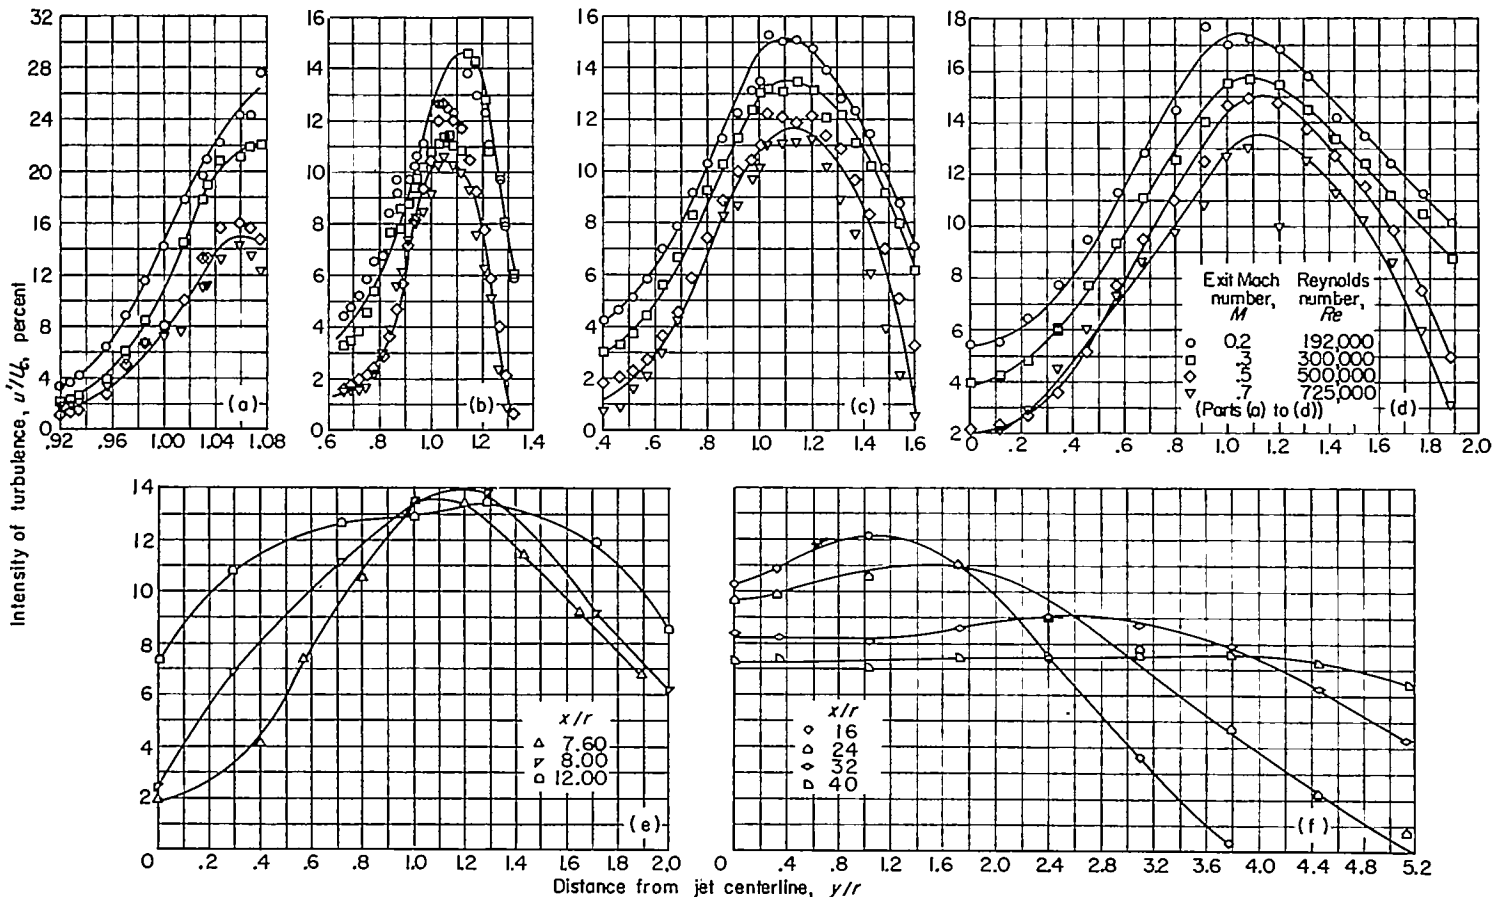 Intensity of turbulence, u'/U₀, percent
32
28
24
20
16
12
8
4
0
.92 .96 1.00 1.04 1.08
(a)
16
14
12
10
8
6
4
2
0
.6 .8 1.0 1.2 1.4
(b)
16
14
12
10
8
6
4
2
0
.4 .6 .8 1.0 1.2 1.4 1.6
(c)
18
16
14
12
10
8
6
4
2
0 .2 .4 .6 .8 1.0 1.2 1.4 1.6 1.8 2.0
Exit Mach number, M
Reynolds number, Re
0.2 192,000
.3 300,000
.5 500,000
.7 725,000
(Parts (a) to (d))
(d)
14
12
10
8
6
4
2
0
0 .2 .4 .6 .8 1.0 1.2 1.4 1.6 1.8 2.0
x/r
7.60
8.00
12.00
(e)
x/r
16
24
32
40
(f)
0 .4 .8 1.2 1.6 2.0 2.4 2.8 3.2 3.6 4.0 4.4 4.8 5.2
Distance from jet centerline, y/r